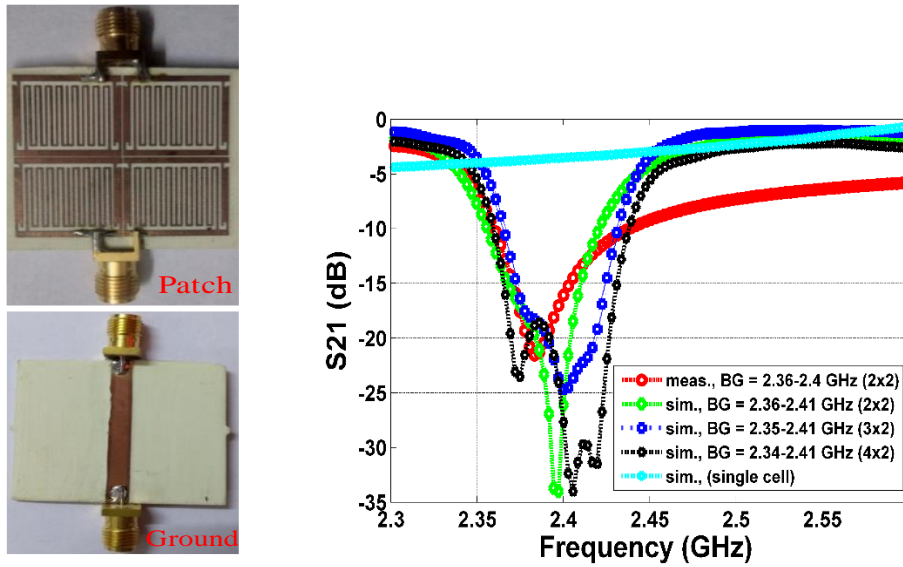 Patch
Ground
0
-5
-10
-15
-20
-25
-30
-35
S21 (dB)
meas., BG = 2.36-2.4 GHz (2x2)
sim., BG = 2.36-2.41 GHz (2x2)
sim., BG = 2.35-2.41 GHz (3x2)
sim., BG = 2.34-2.41 GHz (4x2)
sim., (single cell)
2.3 2.35 2.4 2.45 2.5 2.55
Frequency (GHz)